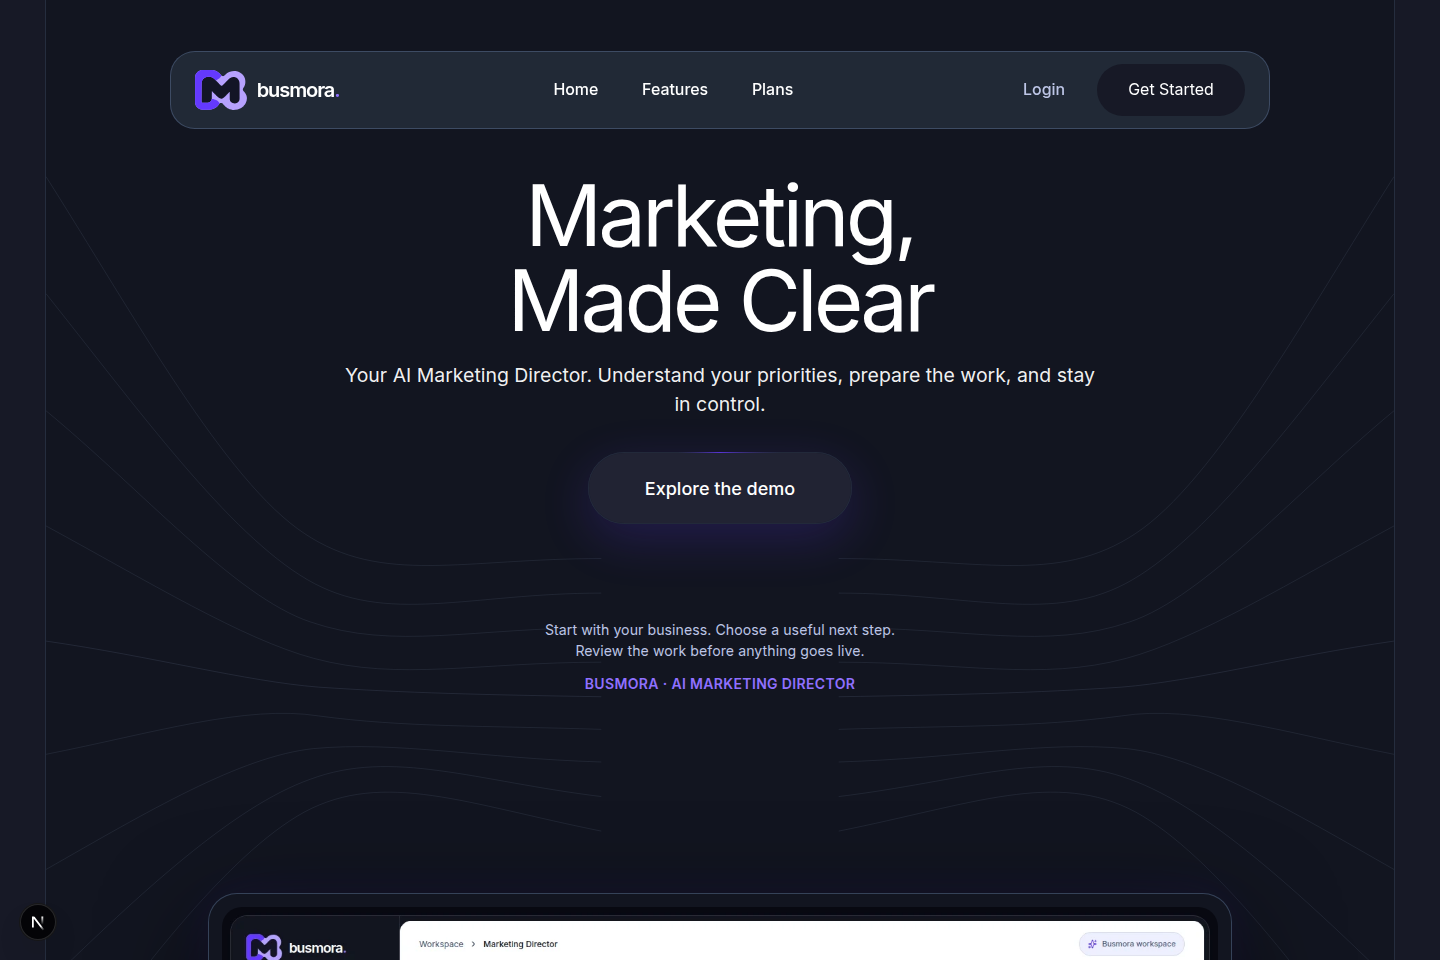 busmora.
Home
Features
Plans
Login
Get Started
Marketing,
Made Clear
Your AI Marketing Director. Understand your priorities, prepare the work, and stay
in control.
Explore the demo
Start with your business. Choose a useful next step.
Review the work before anything goes live.
BUSMORA · AI MARKETING DIRECTOR
N
busmora.
Workspace › Marketing Director
Busmora workspace